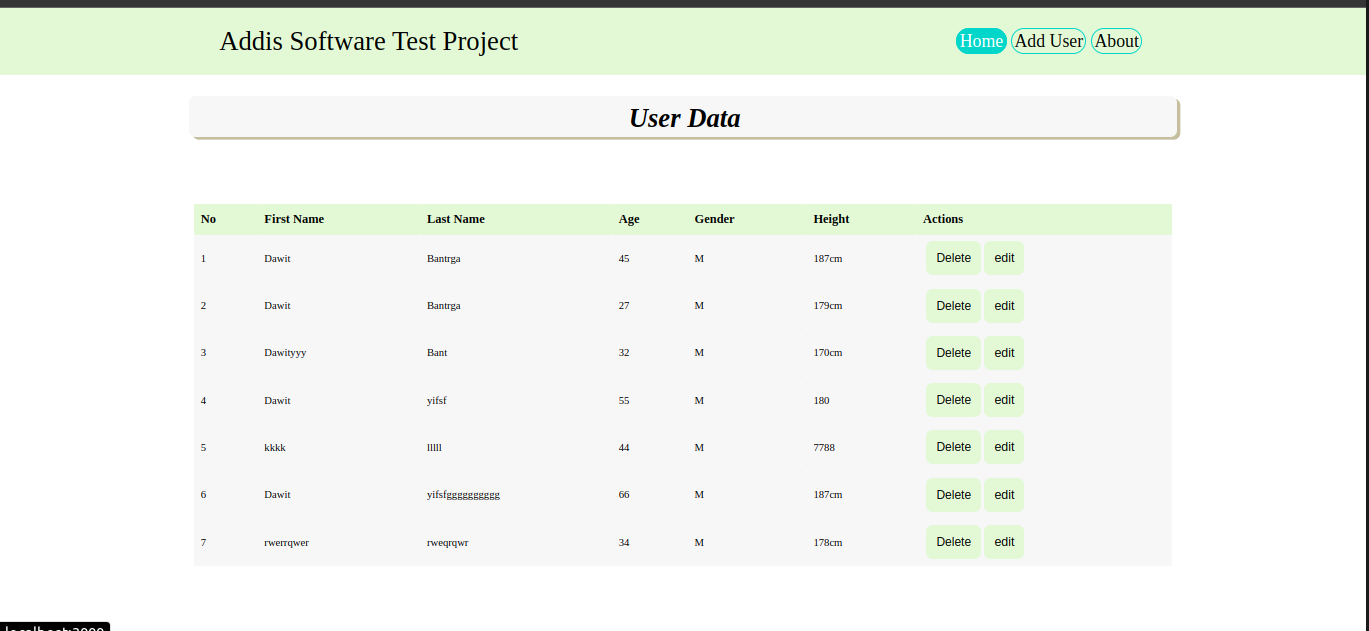 Addis Software Test Project Home Add User About
User Data
No First Name Last Name Age Gender Height Actions
1 Dawit Bantrga 45 M 187cm Delete edit
2 Dawit Bantrga 27 M 179cm Delete edit
3 Dawityyy Bant 32 M 170cm Delete edit
4 Dawit yifsf 55 M 180 Delete edit
5 kkkk lllll 44 M 7788 Delete edit
6 Dawit yifsfgggggggggg 66 M 187cm Delete edit
7 rwerrqwer rweqrqwr 34 M 178cm Delete edit
localhost:3000